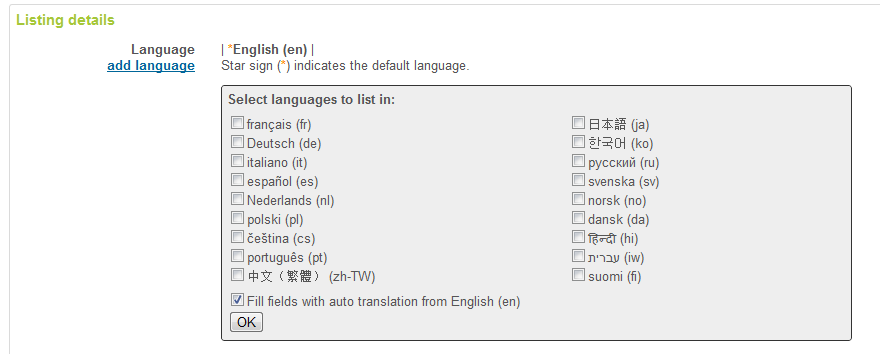 Listing details
Language | *English (en) |
add language Star sign (*) indicates the default language.
Select languages to list in:
français (fr)
Deutsch (de)
italiano (it)
español (es)
Nederlands (nl)
polski (pl)
čeština (cs)
português (pt)
中文（繁體） (zh-TW)
日本語 (ja)
한국어 (ko)
русский (ru)
svenska (sv)
norsk (no)
dansk (da)
हिन्दी (hi)
עברית (iw)
suomi (fi)
Fill fields with auto translation from English (en)
OK